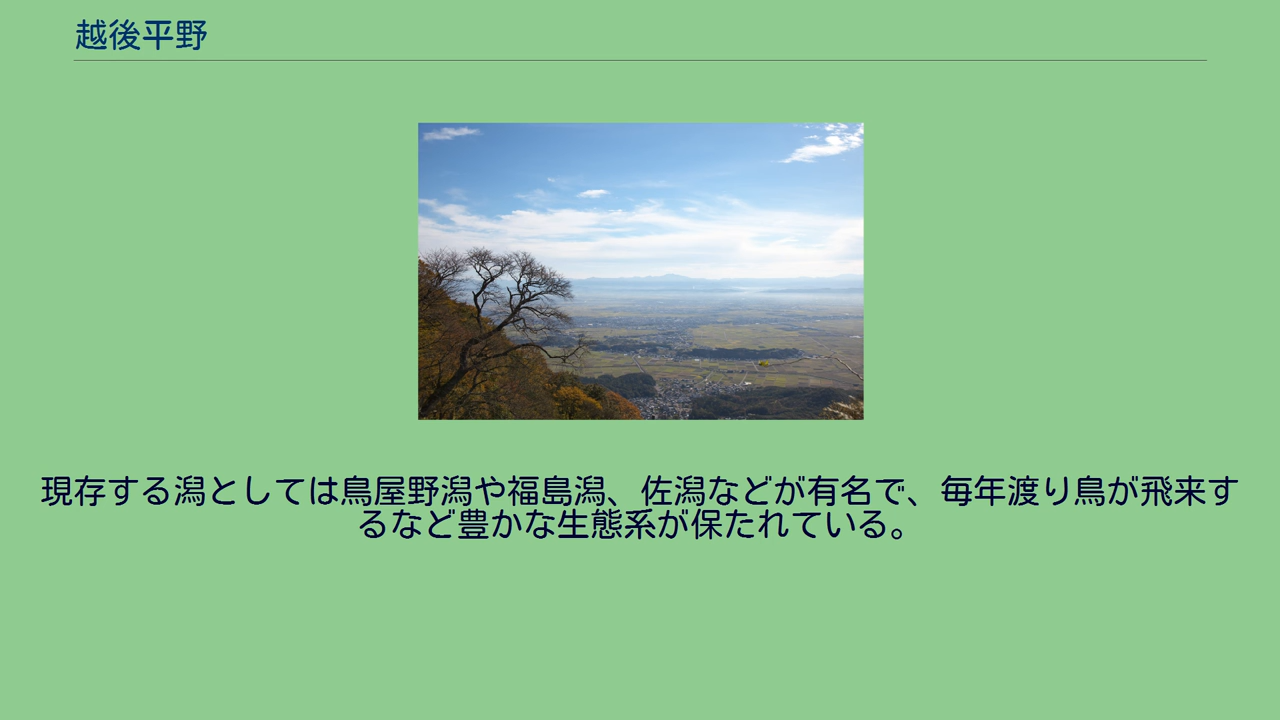 越後平野
現存する潟としては鳥屋野潟や福島潟、佐潟などが有名で、毎年渡り鳥が飛来す
るなど豊かな生態系が保たれている。